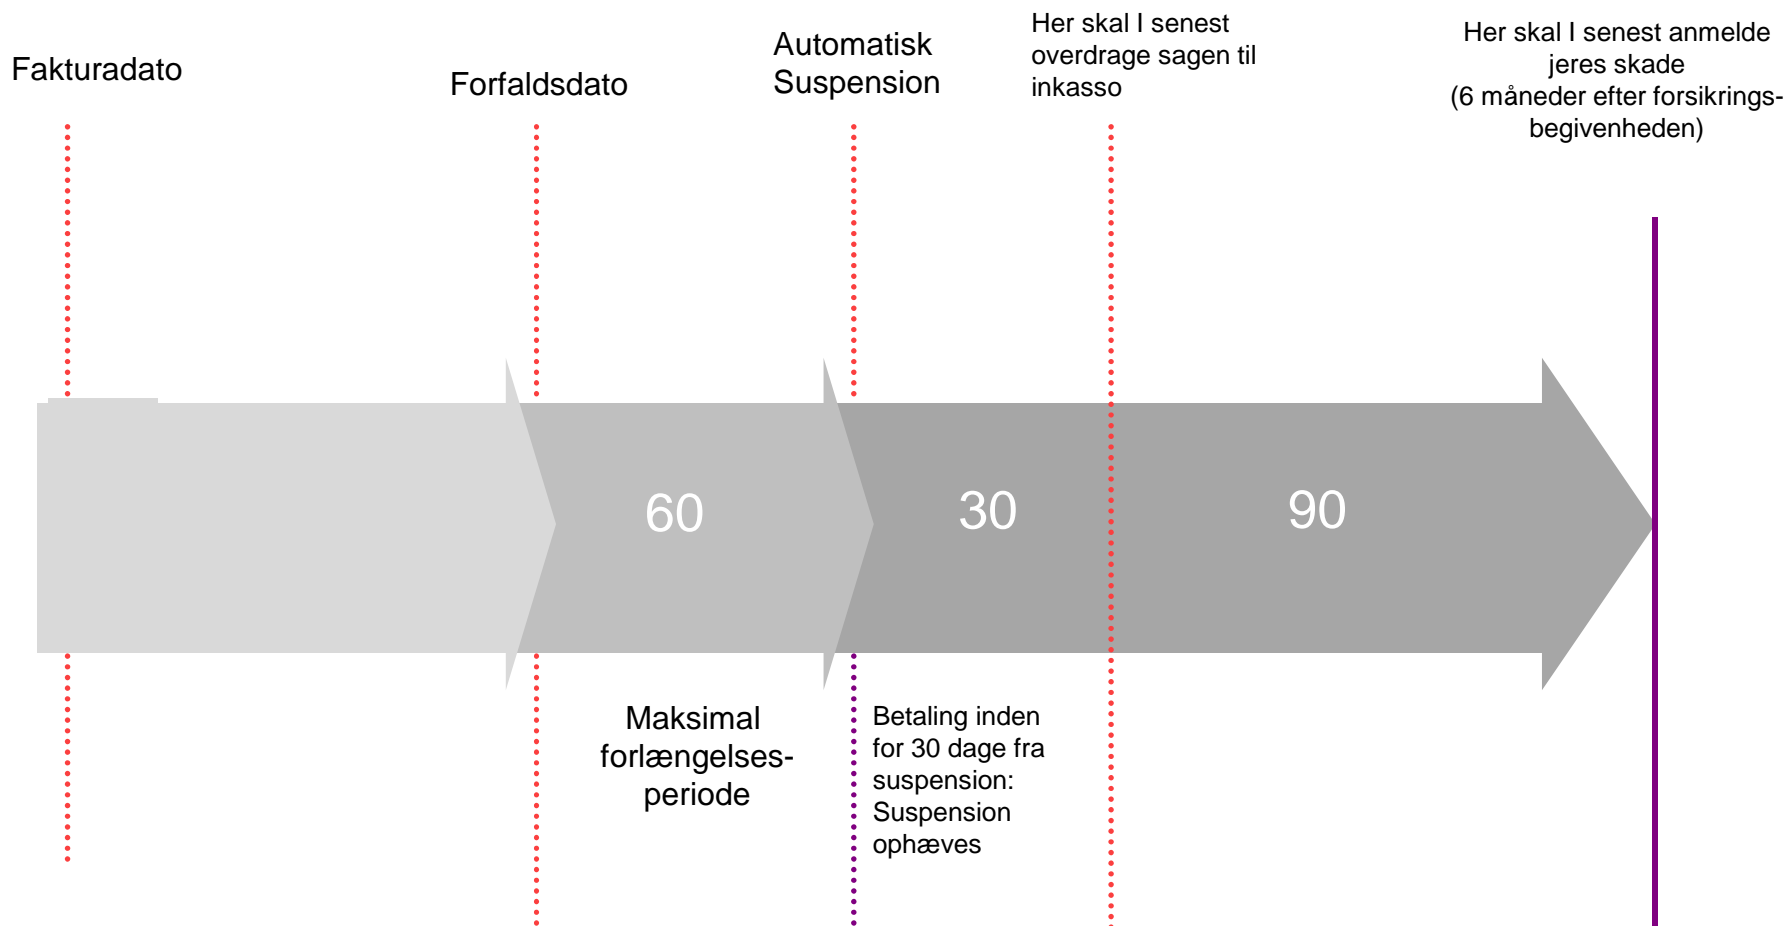 Fakturadato
Forfaldsdato
Automatisk
Suspension
Her skal I senest
overdrage sagen til
inkasso
Her skal I senest anmelde
jeres skade
(6 måneder efter forsikrings-
begivenheden)
60
30
90
Maksimal
forlængelses-
periode
Betaling inden
for 30 dage fra
suspension:
Suspension
ophæves